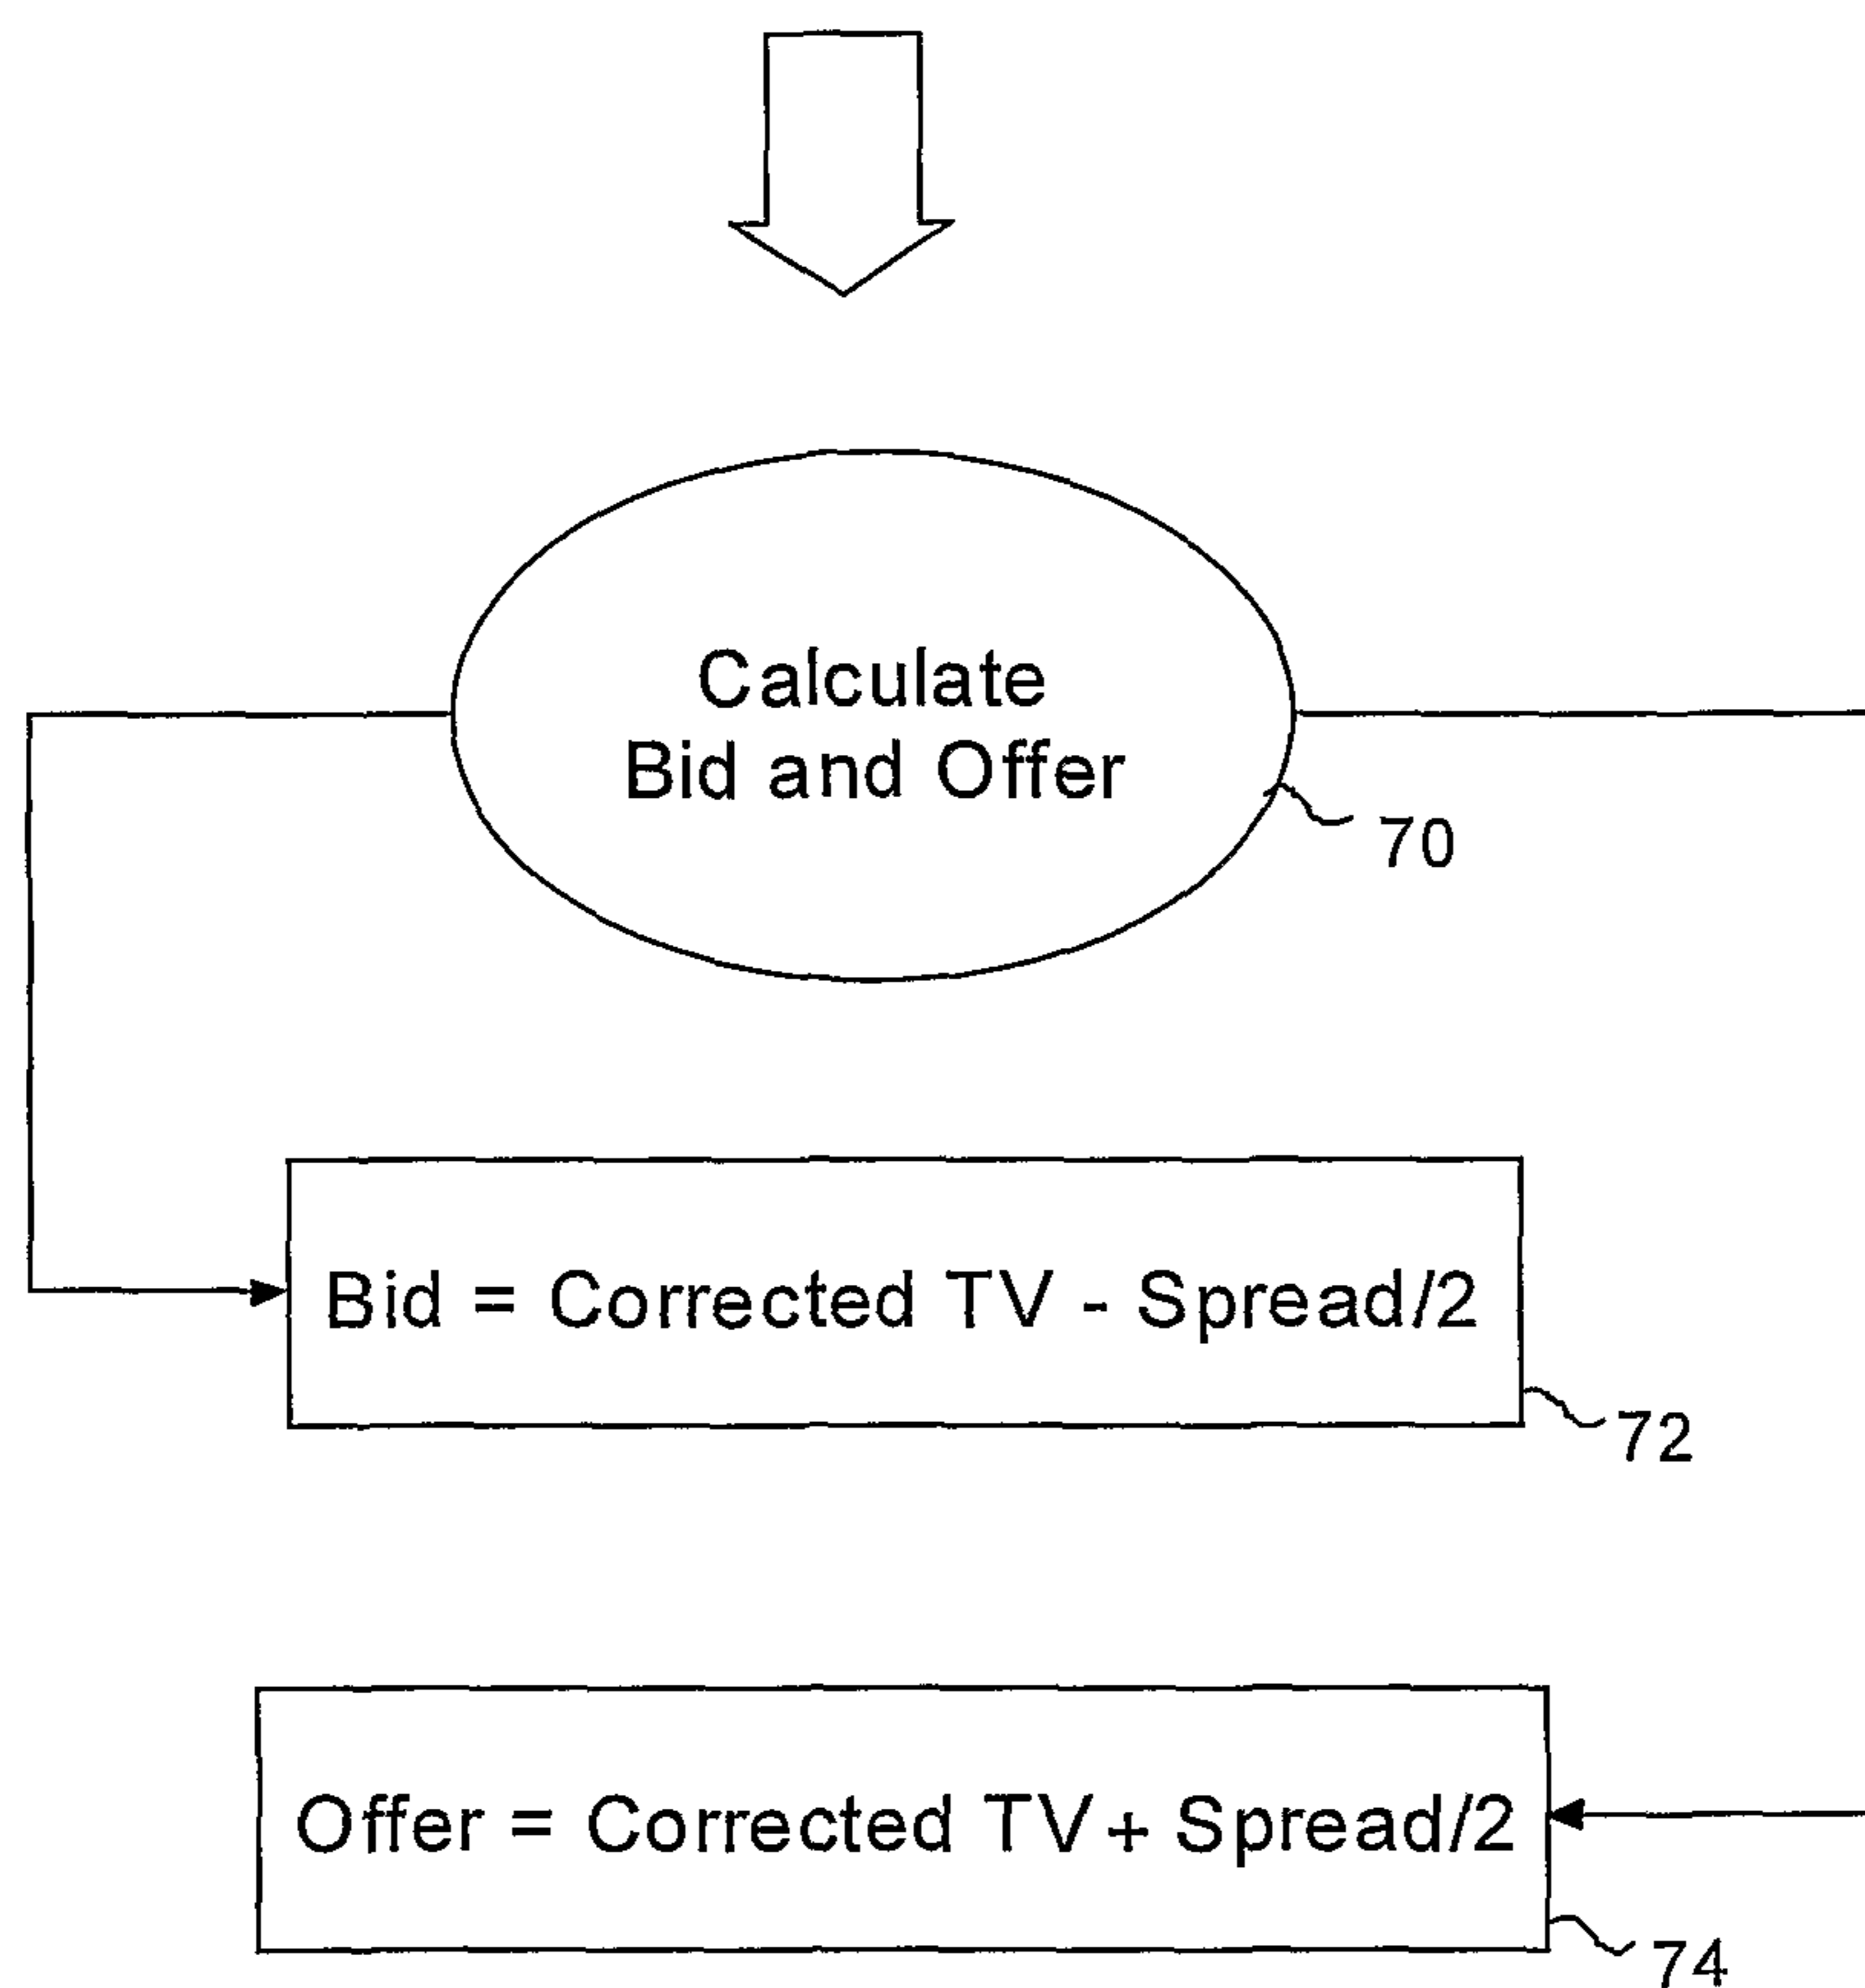 Calculate
Bid and Offer
70
Bid = Corrected TV - Spread/2
72
Offer = Corrected TV + Spread/2
74